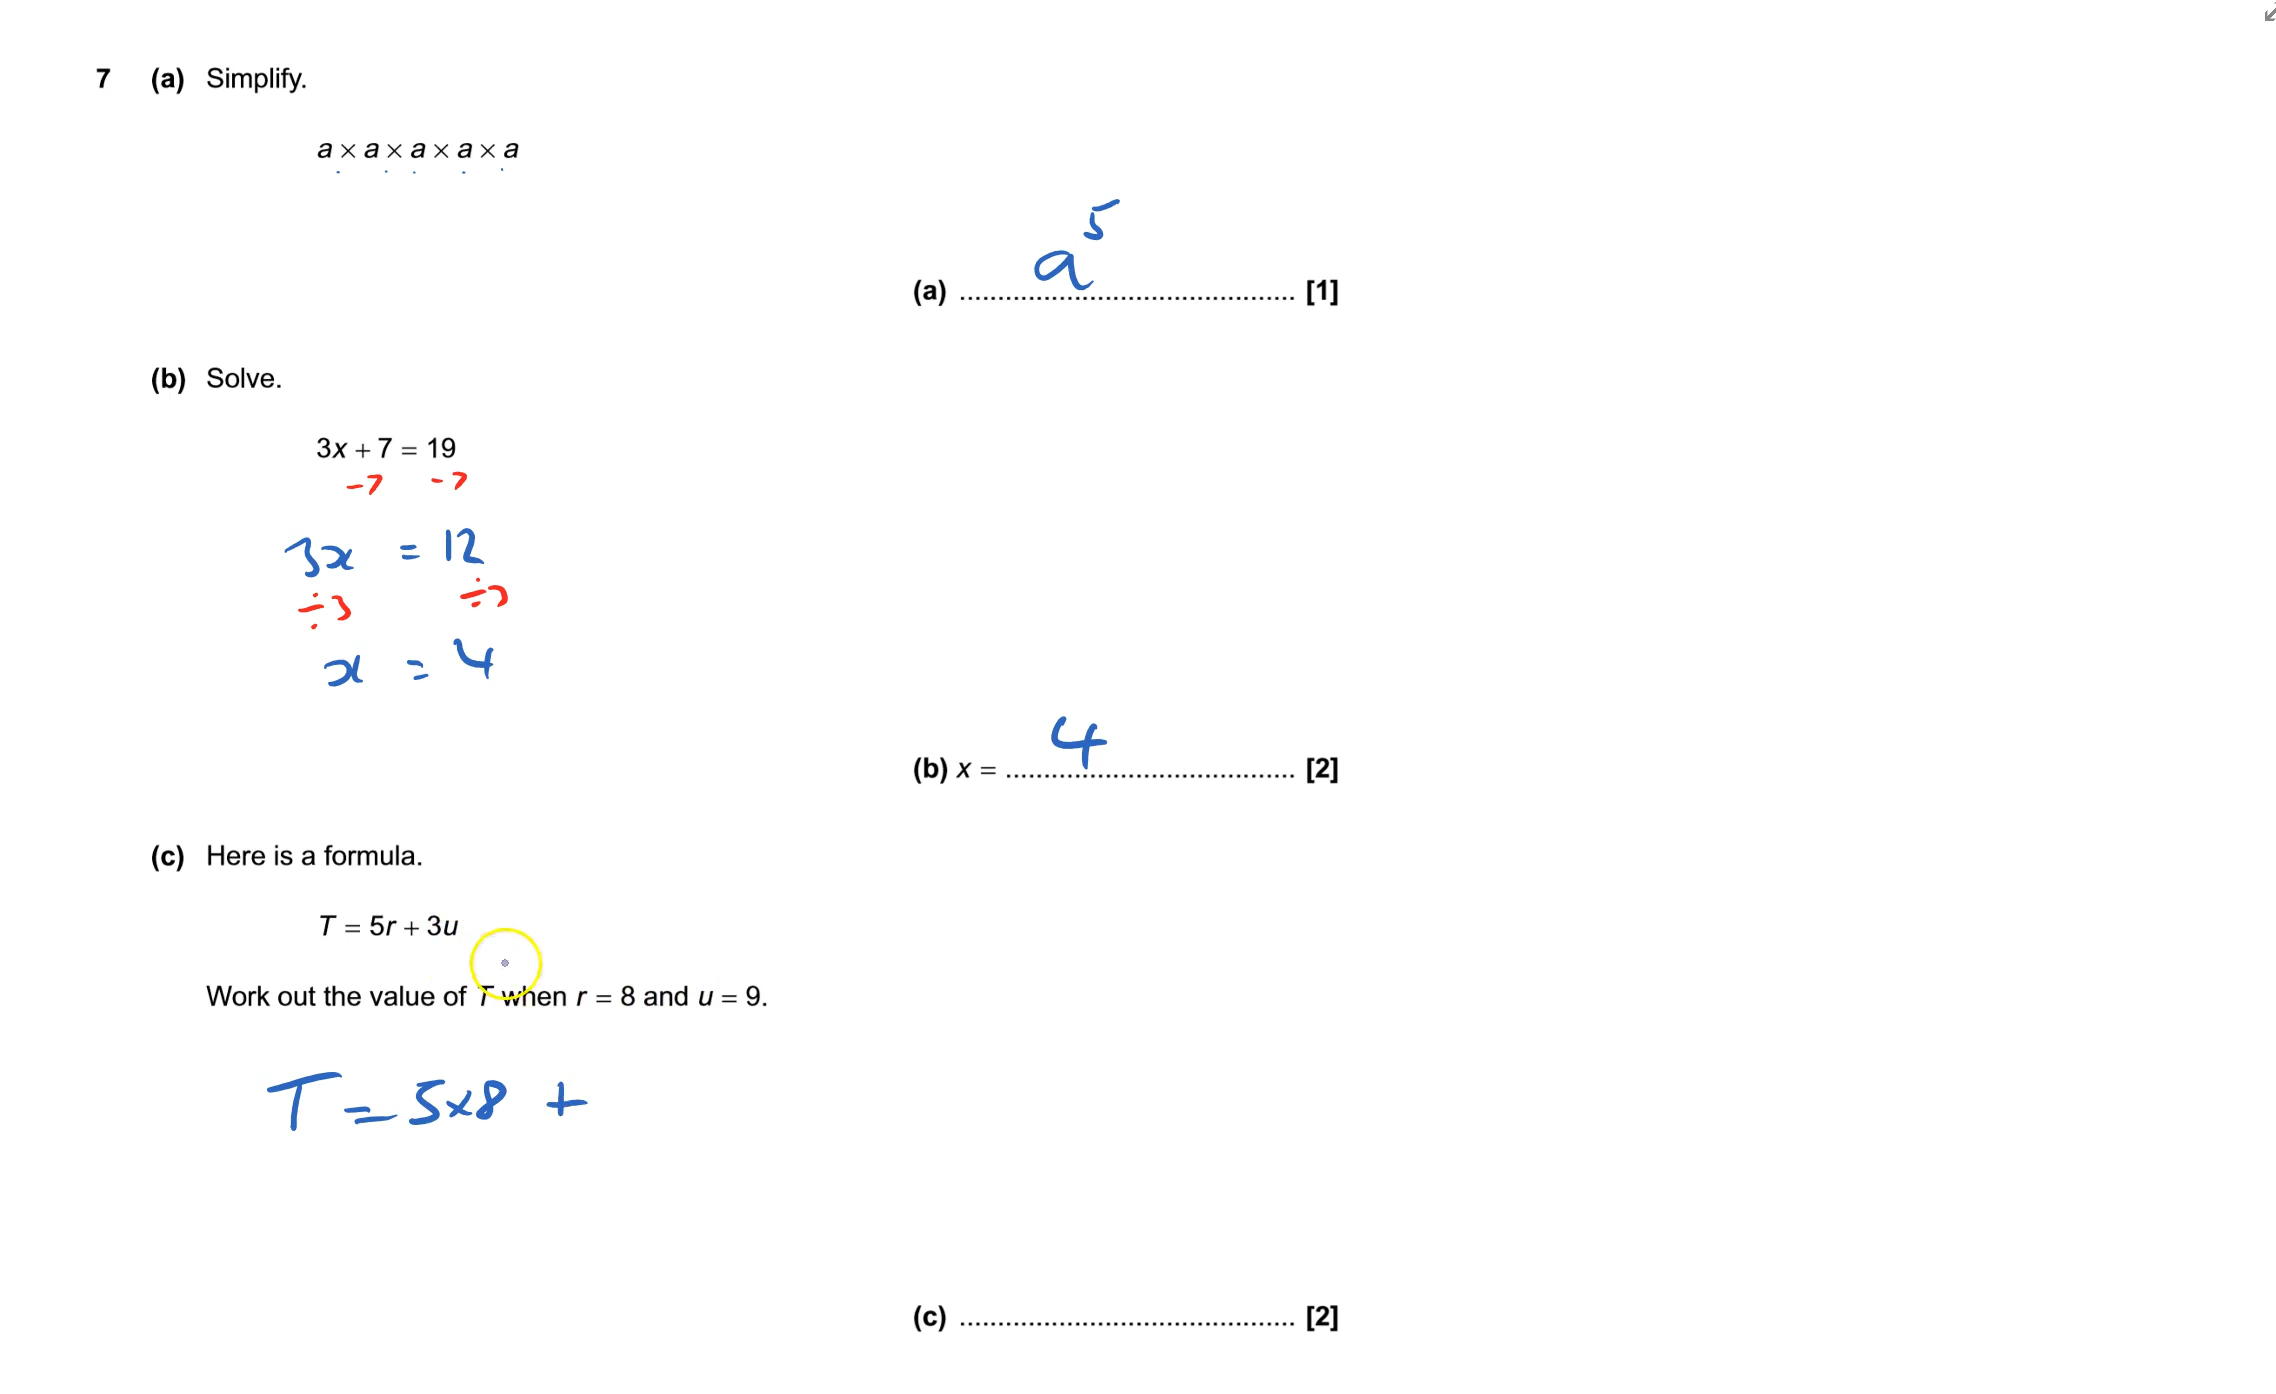 7 (a) Simplify.
a × a × a × a × a
a⁵
(a) .......................................... [1]
(b) Solve.
3x + 7 = 19
-7 -7
3x = 12
÷3 ÷3
x = 4
4
(b) x = .......................................... [2]
(c) Here is a formula.
T = 5r + 3u
Work out the value of T when r = 8 and u = 9.
T = 5×8 +
(c) .......................................... [2]